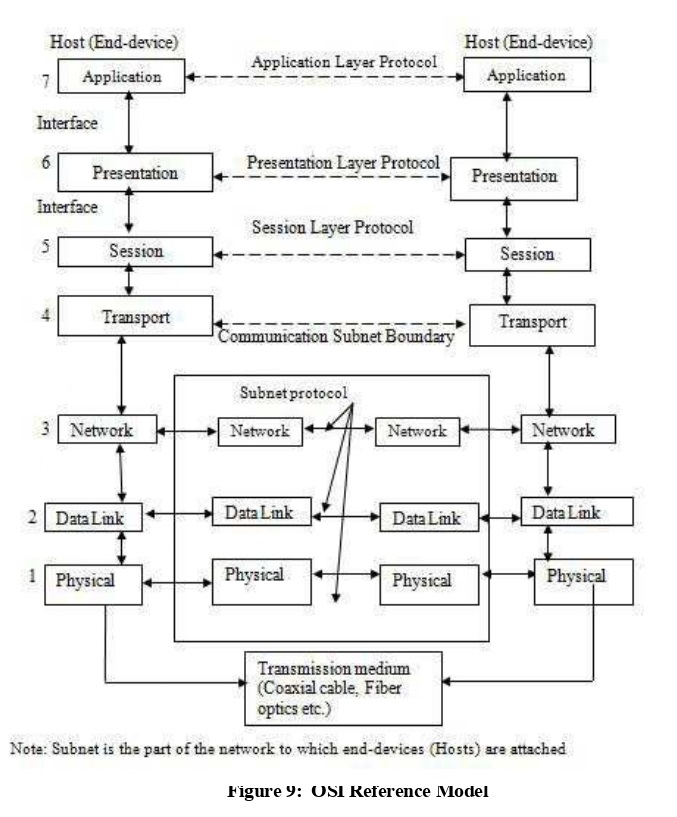 Host (End-device) Host (End-device)
Application Layer Protocol
7 Application Application
Interface
6 Presentation Layer Protocol
Presentation Presentation
Interface
Session Layer Protocol
5 Session Session
4 Transport Transport
Communication Subnet Boundary
Subnet protocol
3 Network Network Network Network
2 Data Link Data Link Data Link Data Link
1 Physical Physical Physical Physical
Transmission medium
(Coaxial cable, Fiber
optics etc.)
Note: Subnet is the part of the network to which end-devices (Hosts) are attached
Figure 9: OSI Reference Model